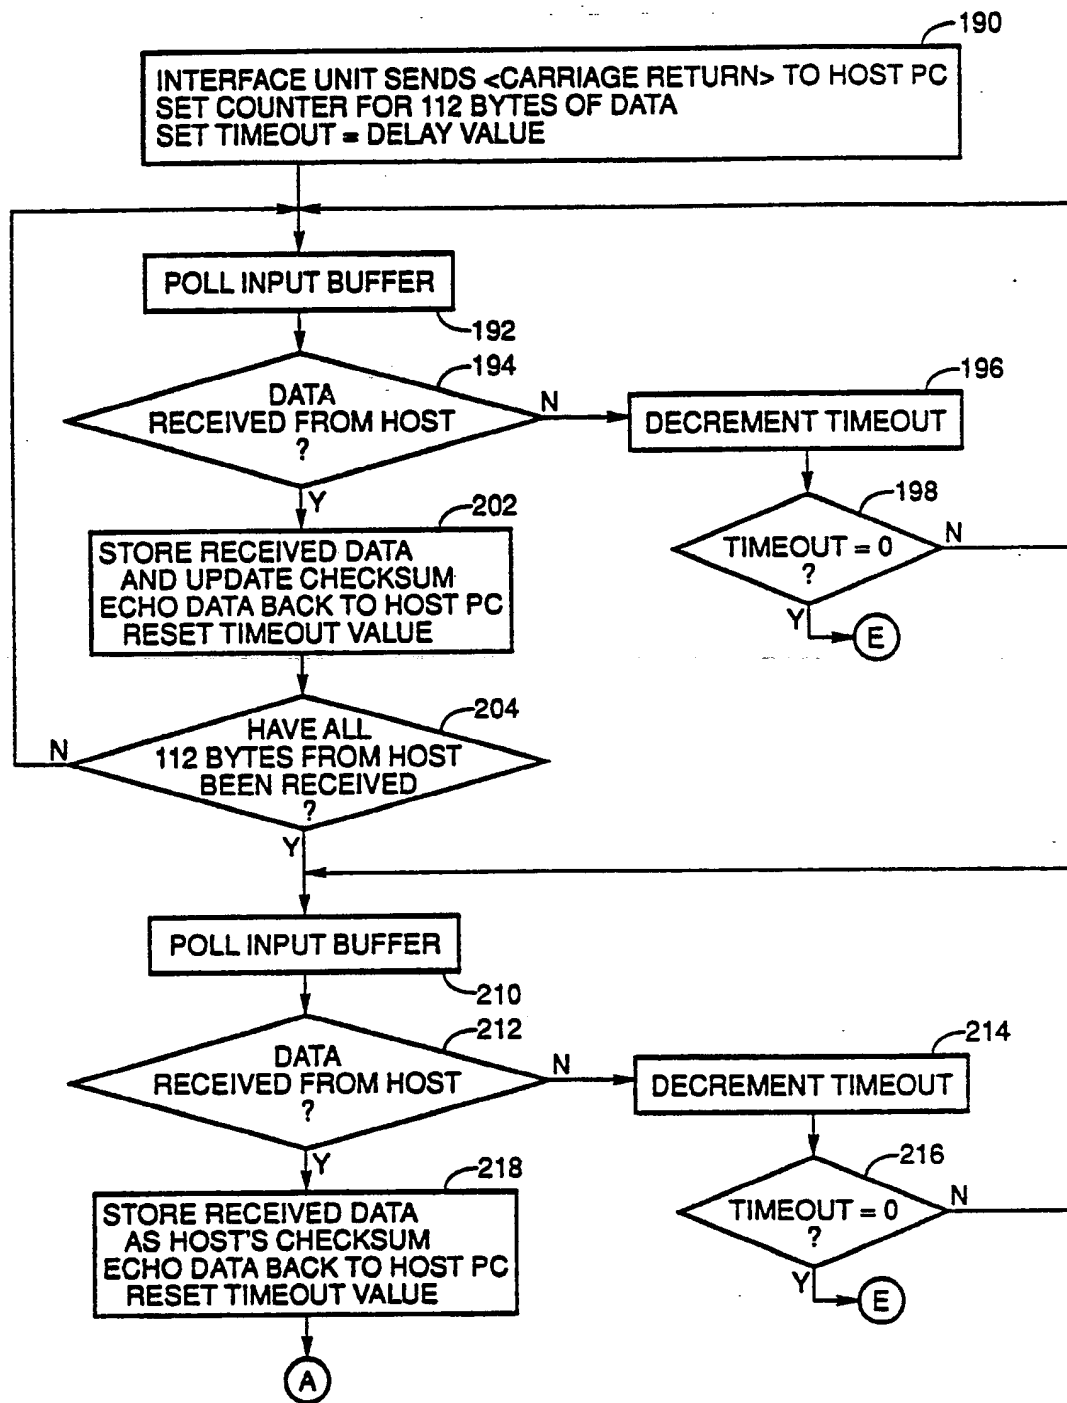 190
INTERFACE UNIT SENDS <CARRIAGE RETURN> TO HOST PC
SET COUNTER FOR 112 BYTES OF DATA
SET TIMEOUT = DELAY VALUE
POLL INPUT BUFFER
192
194
DATA
RECEIVED FROM HOST
?
N
196
DECREMENT TIMEOUT
Y
198
TIMEOUT = 0
?
N
Y
E
202
STORE RECEIVED DATA
AND UPDATE CHECKSUM
ECHO DATA BACK TO HOST PC
RESET TIMEOUT VALUE
204
HAVE ALL
112 BYTES FROM HOST
BEEN RECEIVED
?
N
Y
POLL INPUT BUFFER
210
212
DATA
RECEIVED FROM HOST
?
N
214
DECREMENT TIMEOUT
Y
216
TIMEOUT = 0
?
N
Y
E
218
STORE RECEIVED DATA
AS HOST'S CHECKSUM
ECHO DATA BACK TO HOST PC
RESET TIMEOUT VALUE
A